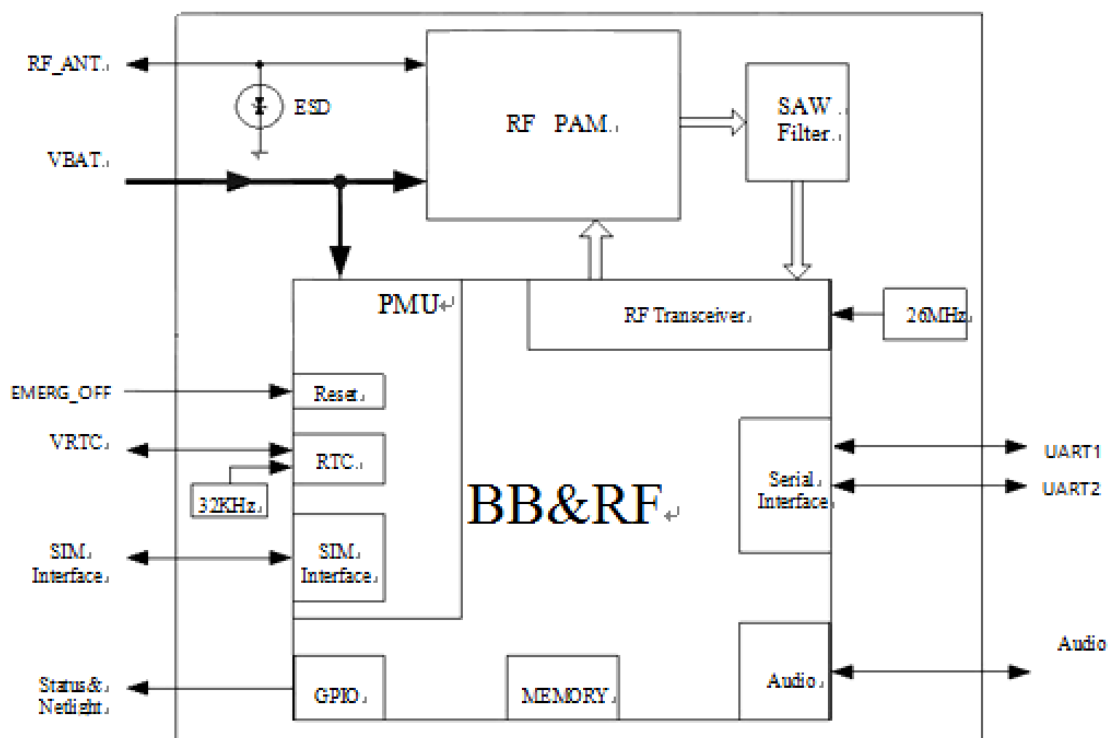 RF_ANT.
ESD
RF PAM.
SAW
Filter
VBAT.
PMU
RF Transceiver
26MHz
EMERG_OFF
Reset
VRTC
RTC
32KHz
BB&RF
Serial
Interface
UART1
UART2
SIM
Interface
SIM
Interface
Status&
Netlight
GPIO
MEMORY
Audio
Audio